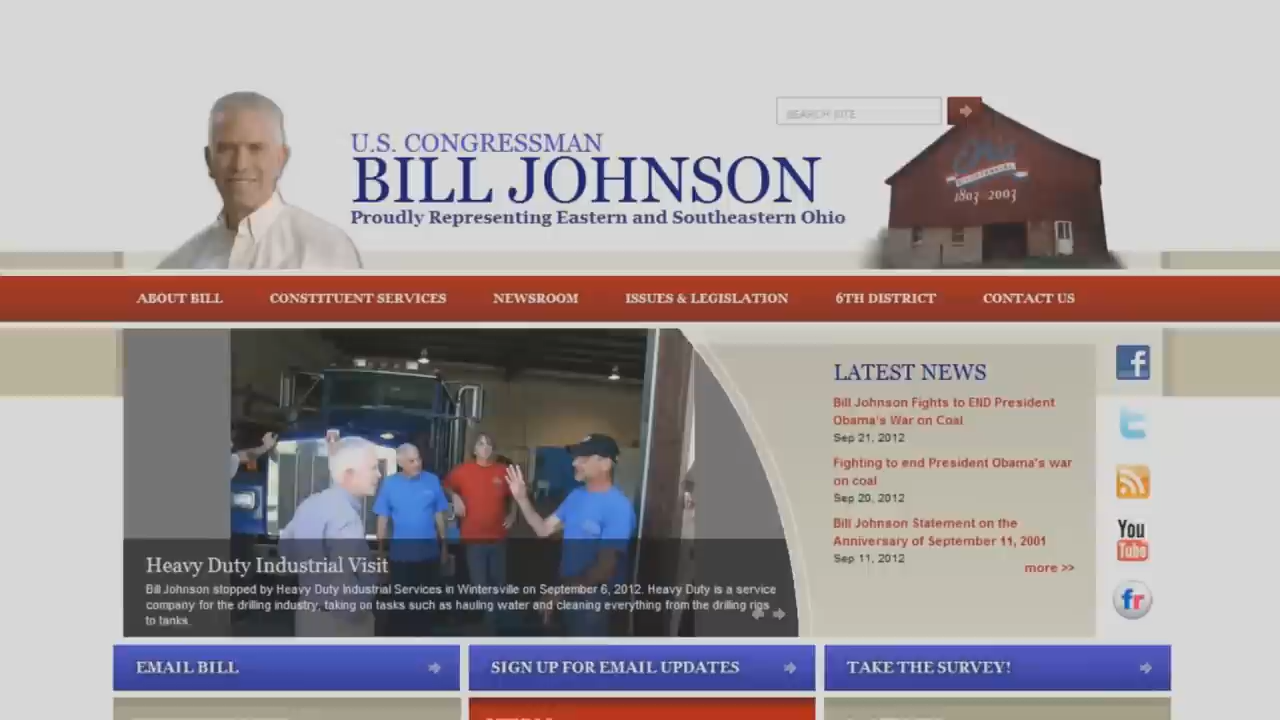 SEARCH SITE
U.S. CONGRESSMAN
BILL JOHNSON
Proudly Representing Eastern and Southeastern Ohio
1803 2003
ABOUT BILL
CONSTITUENT SERVICES
NEWSROOM
ISSUES & LEGISLATION
6TH DISTRICT
CONTACT US
Heavy Duty Industrial Visit
Bill Johnson stopped by Heavy Duty Industrial Services in Wintersville on September 6, 2012. Heavy Duty is a service
company for the drilling industry, taking on tasks such as hauling water and cleaning everything from the drilling rigs
to tanks.
LATEST NEWS
Bill Johnson Fights to END President
Obama's War on Coal
Sep 21, 2012
Fighting to end President Obama's war
on coal
Sep 20, 2012
Bill Johnson Statement on the
Anniversary of September 11, 2001
Sep 11, 2012
more >>
f
t
You
Tube
fr
EMAIL BILL
SIGN UP FOR EMAIL UPDATES
TAKE THE SURVEY!